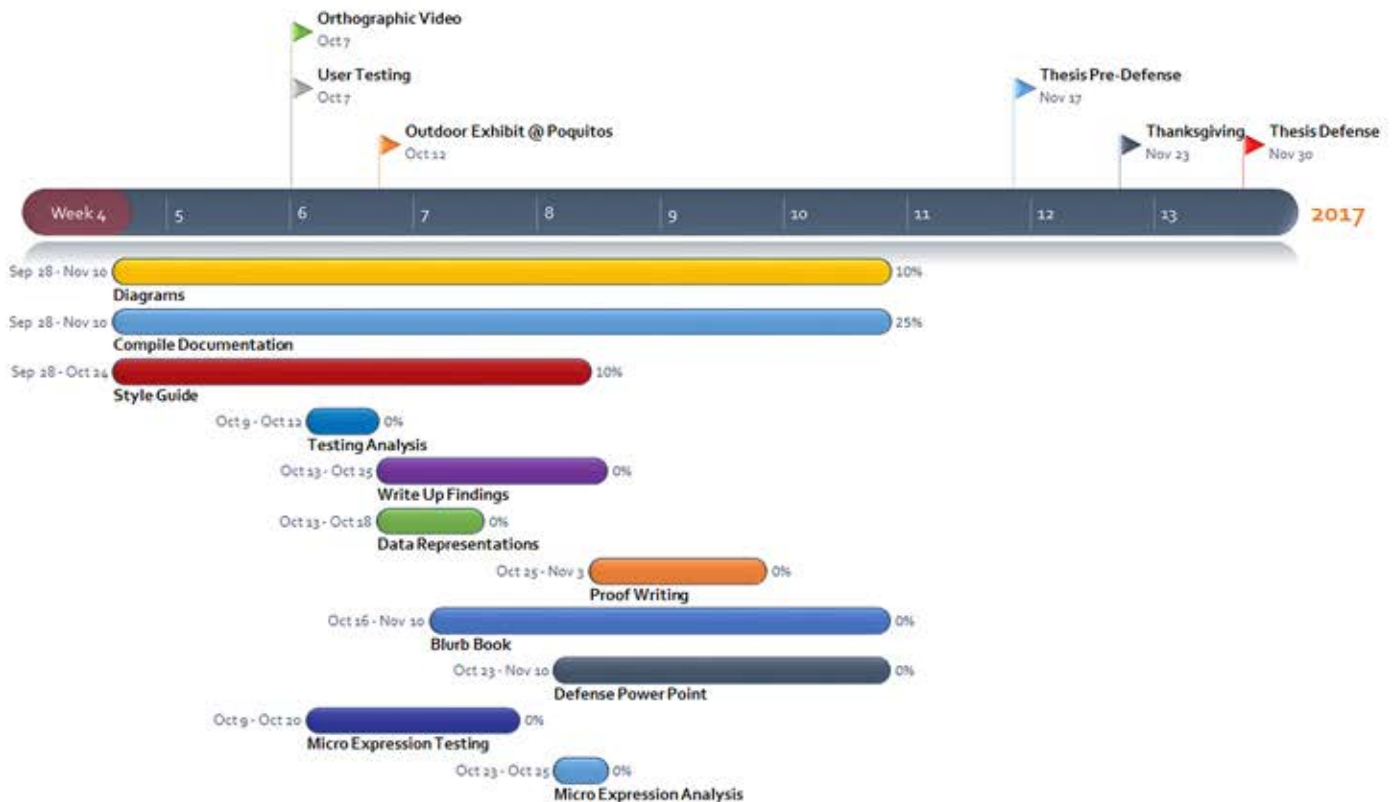 Orthographic Video
Oct 7
User Testing
Oct 7
Thesis Pre-Defense
Nov 17
Outdoor Exhibit @ Poquitos
Oct 12
Thanksgiving
Nov 23
Thesis Defense
Nov 30
Week 4 5 6 7 8 9 10 11 12 13 2017
Sep 28 - Nov 10 10%
Diagrams
Sep 28 - Nov 10 25%
Compile Documentation
Sep 28 - Oct 24 10%
Style Guide
Oct 9 - Oct 12 0%
Testing Analysis
Oct 13 - Oct 25 0%
Write Up Findings
Oct 13 - Oct 18 0%
Data Representations
Oct 25 - Nov 3 0%
Proof Writing
Oct 16 - Nov 10 0%
Blurb Book
Oct 23 - Nov 10 0%
Defense Power Point
Oct 9 - Oct 20 0%
Micro Expression Testing
Oct 23 - Oct 25 0%
Micro Expression Analysis